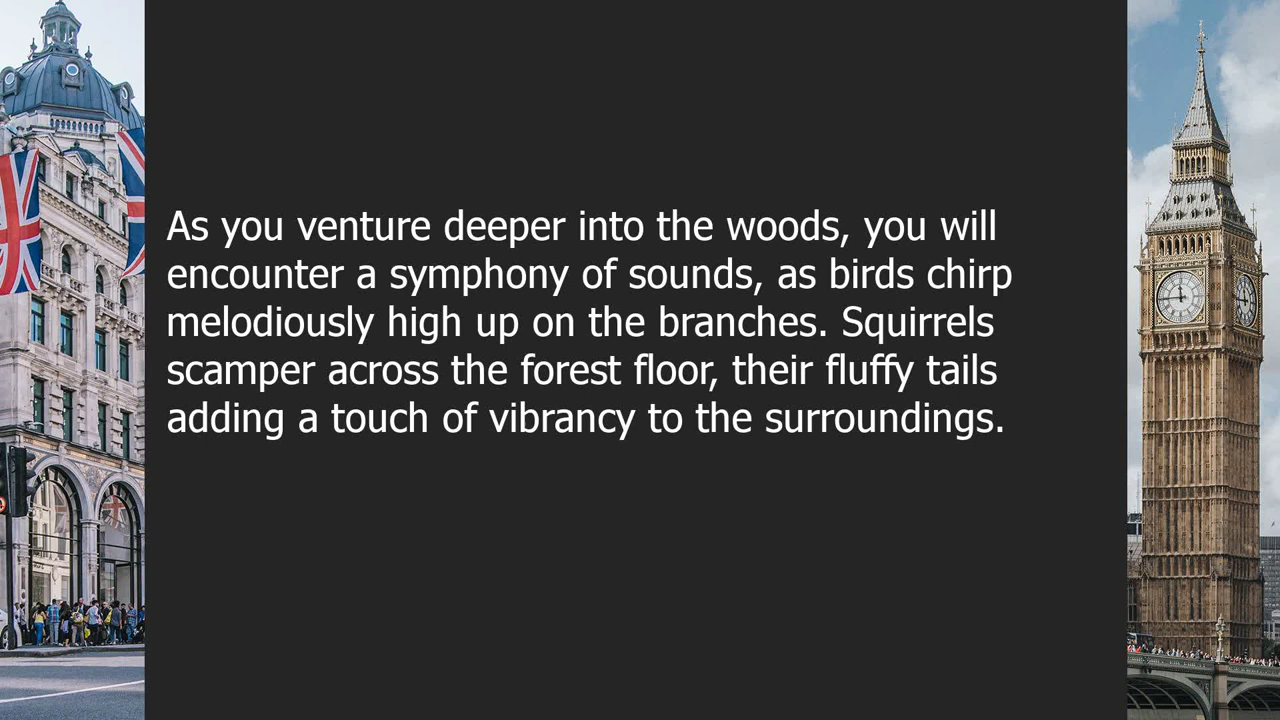 As you venture deeper into the woods, you will
encounter a symphony of sounds, as birds chirp
melodiously high up on the branches. Squirrels
scamper across the forest floor, their fluffy tails
adding a touch of vibrancy to the surroundings.